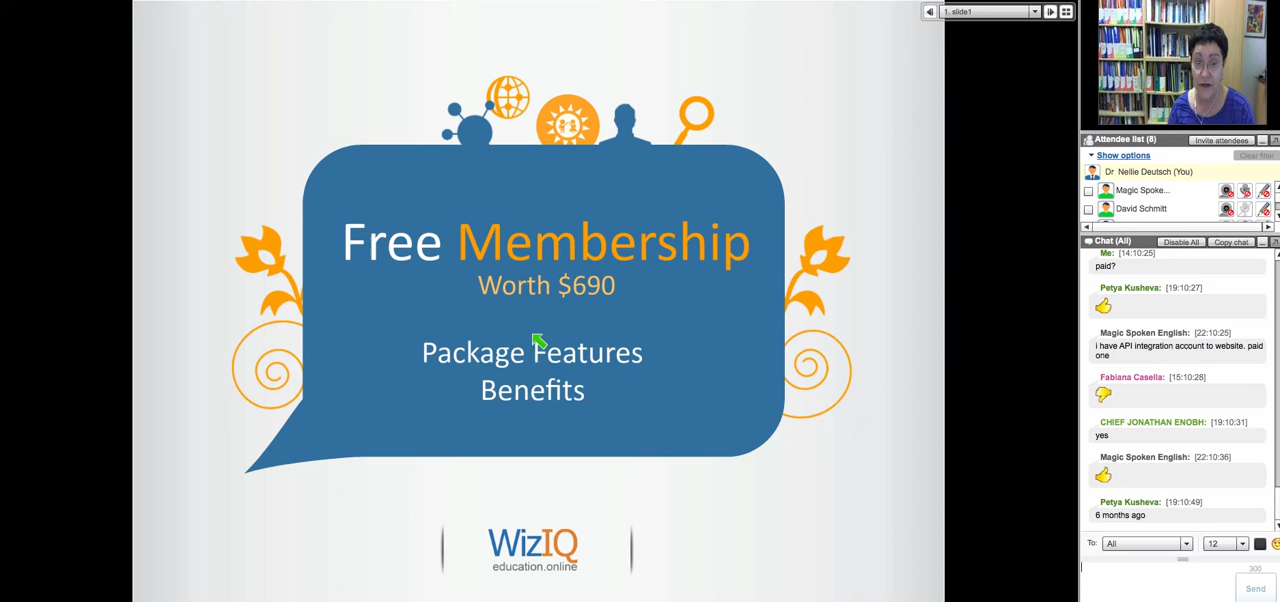 1. slide1
Free Membership
Worth $690
Package Features
Benefits
WizIQ
education.online
Attendee list (8)
Invite attendees
Show options
Clear filter
Dr Nellie Deutsch (You)
Magic Spoke...
David Schmitt
Chat (All)
Disable All
Copy chat
Me: [14:10:25]
paid?
Petya Kusheva: [19:10:27]
Magic Spoken English: [22:10:25]
i have API integration account to website. paid
one
Fabiana Casella: [15:10:28]
CHIEF JONATHAN ENOBH: [19:10:31]
yes
Magic Spoken English: [22:10:36]
Petya Kusheva: [19:10:49]
6 months ago
To: All 12
300
Send